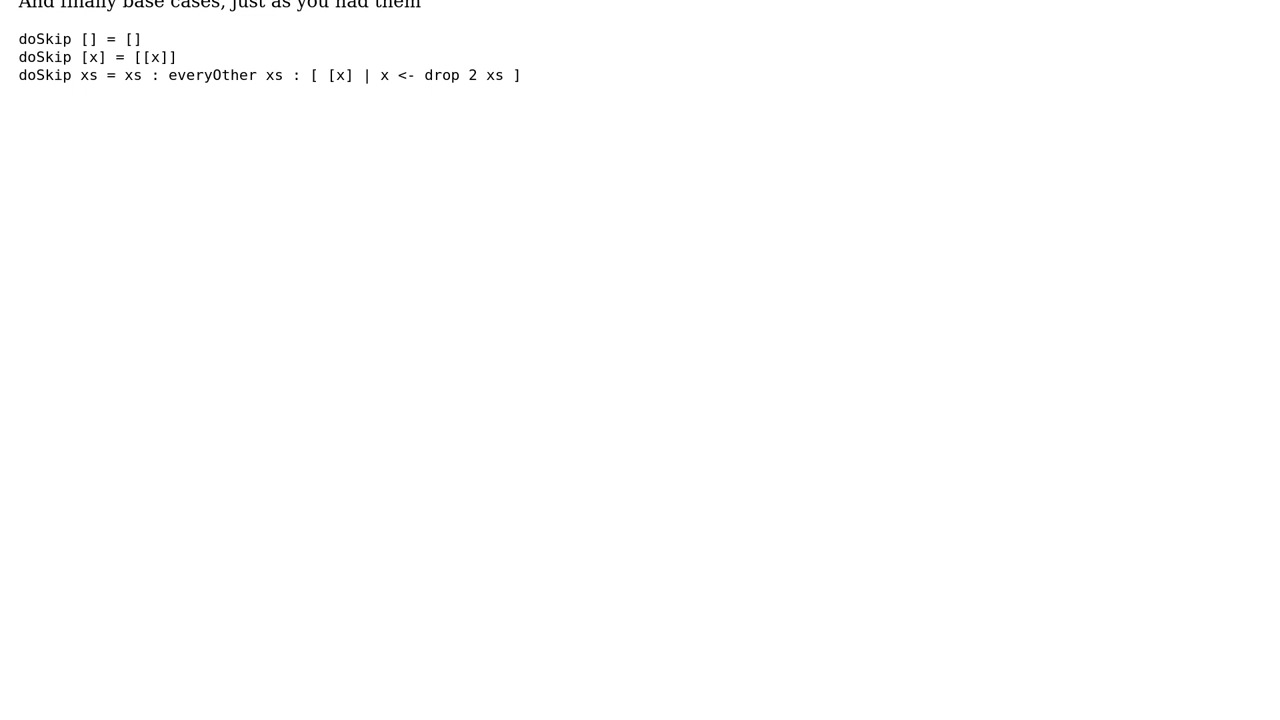 And finally base cases, just as you had them
doSkip [] = []
doSkip [x] = [[x]]
doSkip xs = xs : everyOther xs : [ [x] | x <- drop 2 xs ]